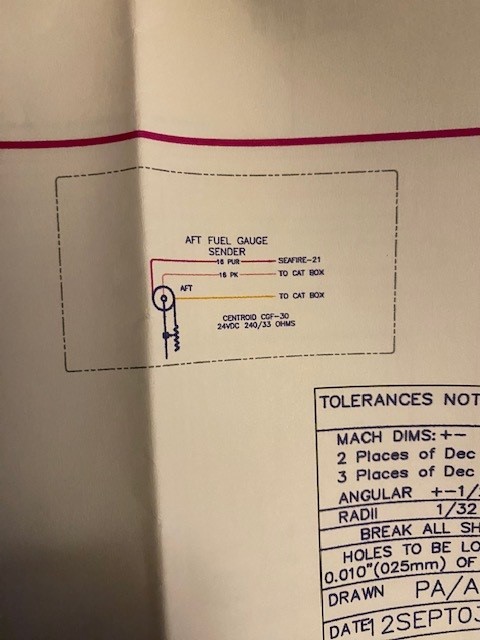 AFT FUEL GAUGE
SENDER
16 PUR SEAFIRE-21
16 PK TO CAT BOX
AFT
TO CAT BOX
CENTROID CGF-30
24VDC 240/33 OHMS
TOLERANCES NOT
MACH DIMS: +-
2 Places of Dec
3 Places of Dec
ANGULAR +-1/
RADII 1/32
BREAK ALL SH
HOLES TO BE LO
0.010"(025mm) OF
DRAWN PA/A
DATE 12SEPT03